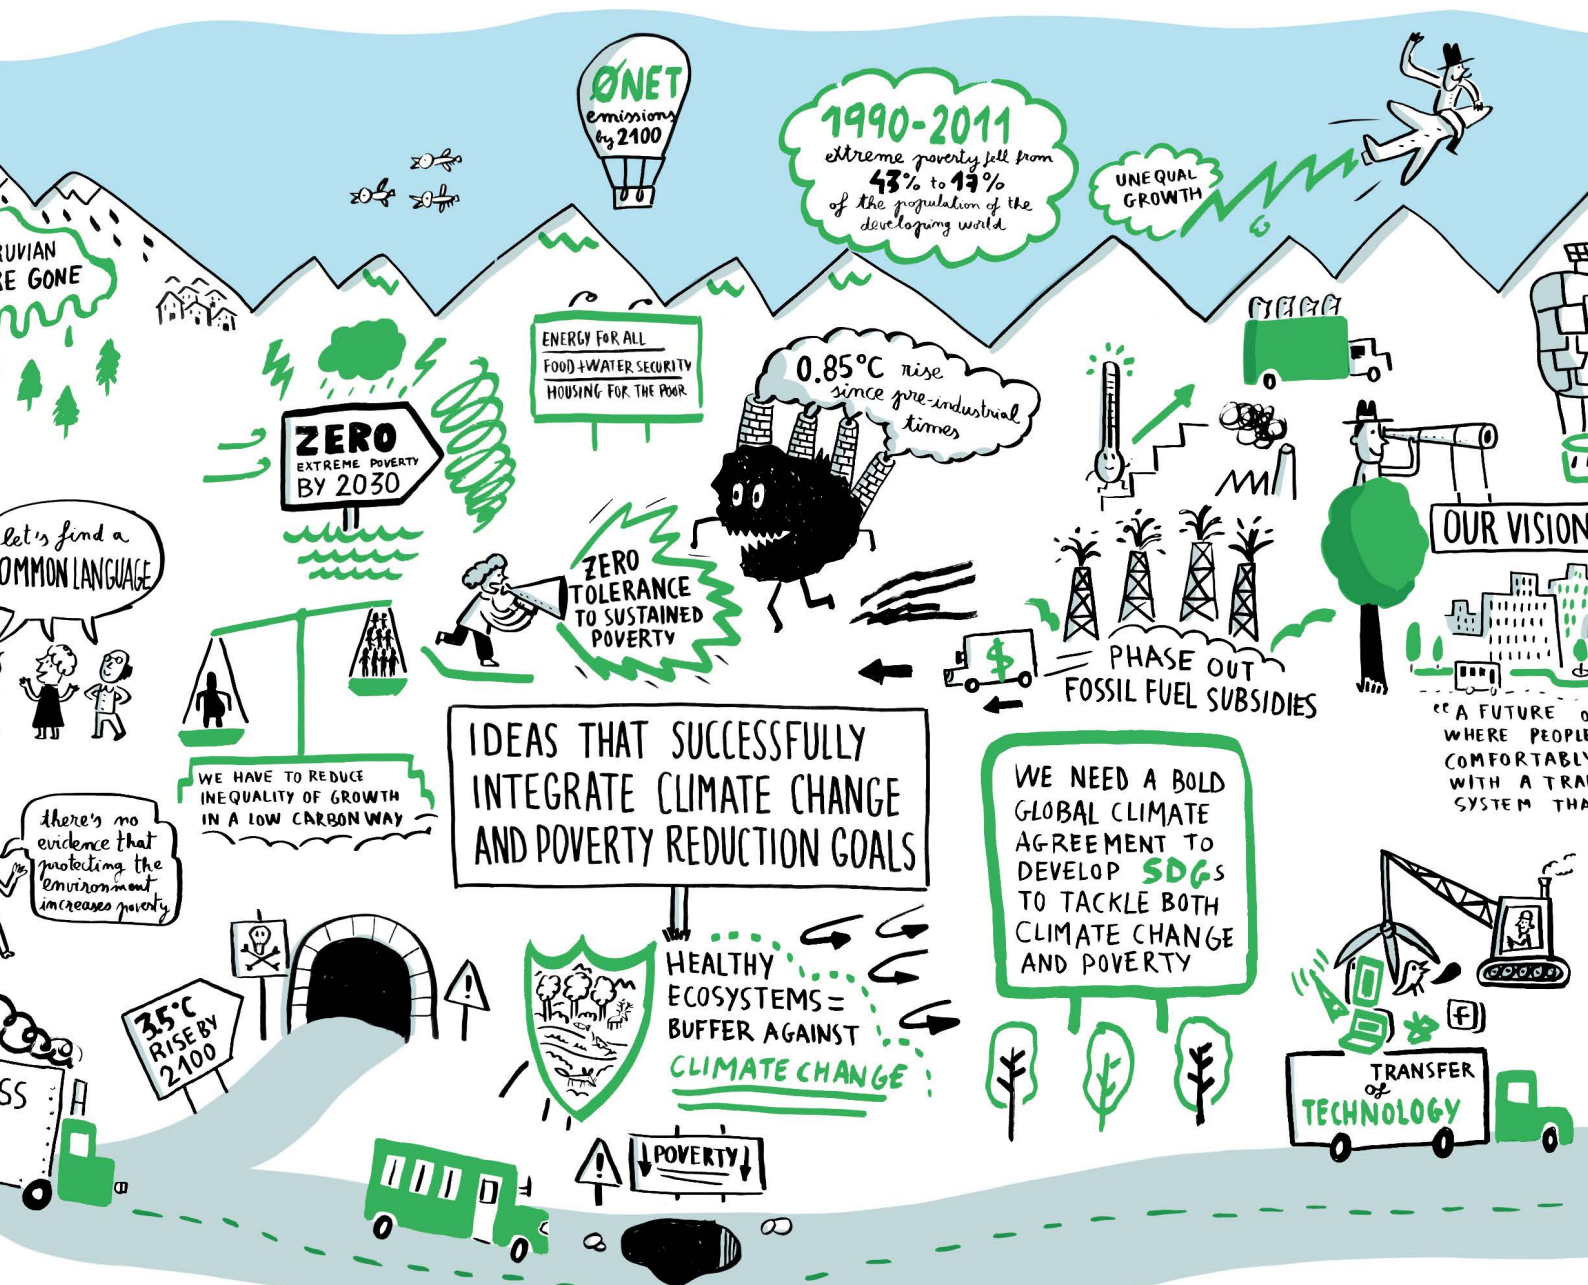 ØNET
emissions
by 2100
1990-2011
extreme poverty fell from
43% to 17%
of the population of the
developing world
UNEQUAL
GROWTH
RUVIAN
RE GONE
ENERGY FOR ALL
FOOD+WATER SECURITY
HOUSING FOR THE POOR
0.85°C rise
since pre-industrial
times
ZERO
EXTREME POVERTY
BY 2030
let's find a
OMMON LANGUAGE
ZERO
TOLERANCE
TO SUSTAINED
POVERTY
OUR VISION
$
PHASE OUT
FOSSIL FUEL SUBSIDIES
"A FUTURE
WHERE PEOPLE
COMFORTABLY
WITH A TRA
SYSTEM THA
IDEAS THAT SUCCESSFULLY
INTEGRATE CLIMATE CHANGE
AND POVERTY REDUCTION GOALS
WE HAVE TO REDUCE
INEQUALITY OF GROWTH
IN A LOW CARBON WAY
WE NEED A BOLD
GLOBAL CLIMATE
AGREEMENT TO
DEVELOP SDGs
TO TACKLE BOTH
CLIMATE CHANGE
AND POVERTY
there's no
evidence that
protecting the
environment
increases poverty
HEALTHY
ECOSYSTEMS =
BUFFER AGAINST
CLIMATE CHANGE
3.5°C
RISE BY
2100
SS
f
TRANSFER
of
TECHNOLOGY
POVERTY